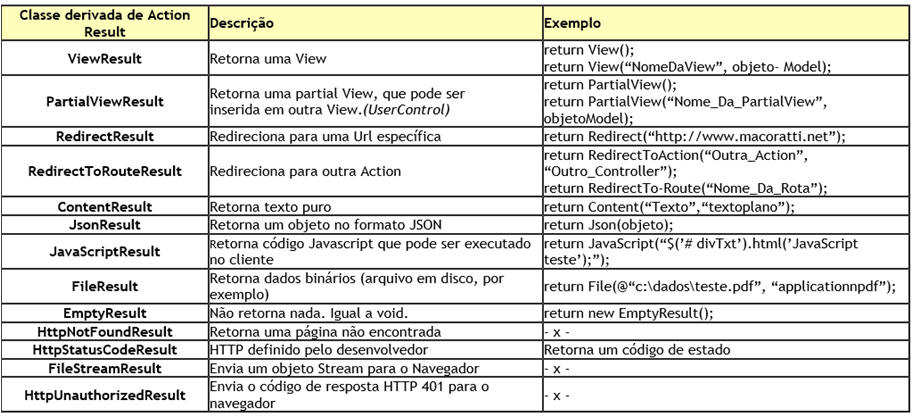 Classe derivada de Action
Result
Descrição
Exemplo
ViewResult
Retorna uma View
return View();
return View(“NomeDaView”, objeto- Model);
PartialViewResult
Retorna uma partial View, que pode ser
inserida em outra View.(UserControl)
return PartialView();
return PartialView(“Nome_Da_PartialView”,
objetoModel);
RedirectResult
Redireciona para uma Url específica
return Redirect(“http://www.macoratti.net”);
RedirectToRouteResult
Redireciona para outra Action
return RedirectToAction(“Outra_Action”,
“Outro_Controller”);
return RedirectTo-Route(“Nome_Da_Rota”);
ContentResult
Retorna texto puro
return Content(“Texto”,“textoplano”);
JsonResult
Retorna um objeto no formato JSON
return Json(objeto);
JavaScriptResult
Retorna código Javascript que pode ser executado
no cliente
return JavaScript(“$(’# divTxt’).html(’JavaScript
teste’);”);
FileResult
Retorna dados binários (arquivo em disco, por
exemplo)
return File(@“c:\dados\teste.pdf”, “applicationnpdf”);
EmptyResult
Não retorna nada. Igual a void.
return new EmptyResult();
HttpNotFoundResult
Retorna uma página não encontrada
- x -
HttpStatusCodeResult
HTTP definido pelo desenvolvedor
Retorna um código de estado
FileStreamResult
Envia um objeto Stream para o Navegador
- x -
HttpUnauthorizedResult
Envia o código de resposta HTTP 401 para o
navegador
- x -